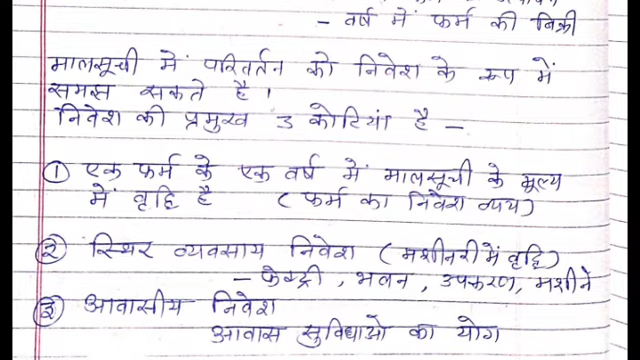 - वर्ष में फर्म की बिक्री
मालसूची में परिवर्तन को निवेश के रूप में
समझ सकते है।
निवेश की प्रमुख 3 कोटियां है -
① एक फर्म के एक वर्ष में मालसूची के मूल्य
में वृद्धि है ( फर्म का निवेश व्यय)
② स्थिर व्यवसाय निवेश ( मशीनरी में वृद्धि)
- फेक्ट्री , भवन , उपकरण, मशीने
③ आवासीय निवेश
आवास सुविधाओ का योग